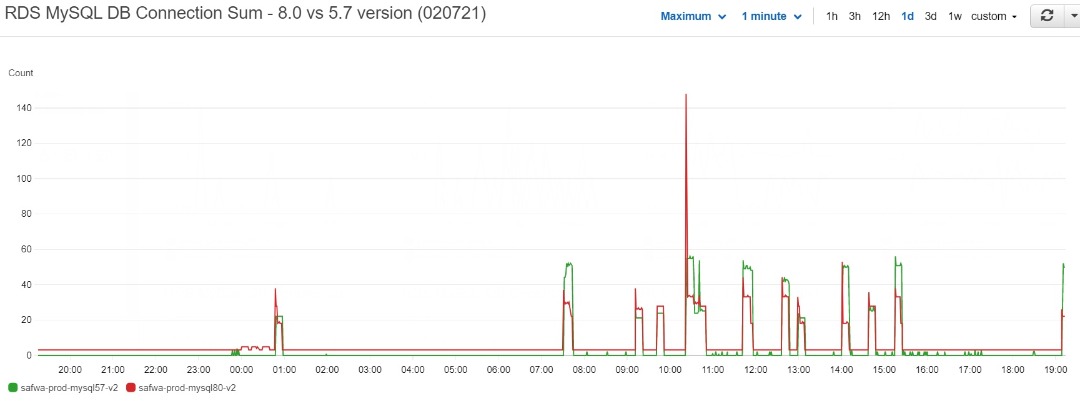 RDS MySQL DB Connection Sum - 8.0 vs 5.7 version (020721)
Maximum 1 minute 1h 3h 12h 1d 3d 1w custom
Count
140
120
100
80
60
40
20
0
20:00 21:00 22:00 23:00 00:00 01:00 02:00 03:00 04:00 05:00 06:00 07:00 08:00 09:00 10:00 11:00 12:00 13:00 14:00 15:00 16:00 17:00 18:00 19:00
safwa-prod-mysql57-v2 safwa-prod-mysql80-v2